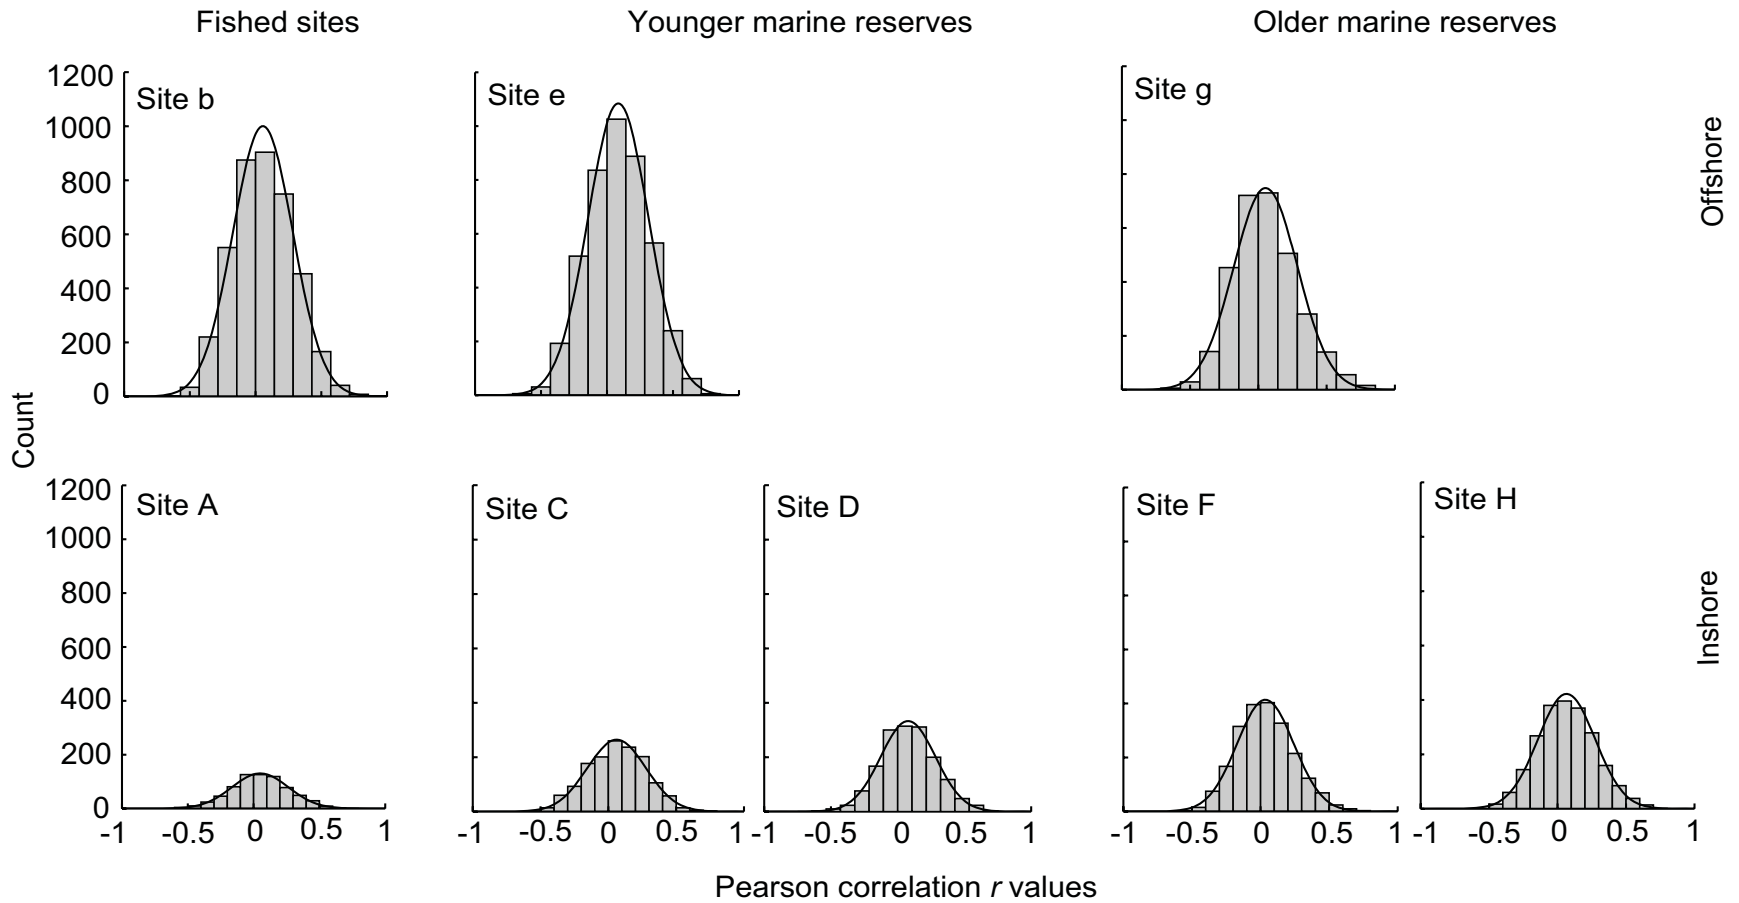 Fished sites Younger marine reserves Older marine reserves
Site b Site e Site g
1200
1000
800
600
400
200
0
Offshore
Count
Site A Site C Site D Site F Site H
1200
1000
800
600
400
200
0
Inshore
-1 -0.5 0 0.5 1 -1 -0.5 0 0.5 1 -1 -0.5 0 0.5 1 -1 -0.5 0 0.5 1 -1 -0.5 0 0.5 1
Pearson correlation r values